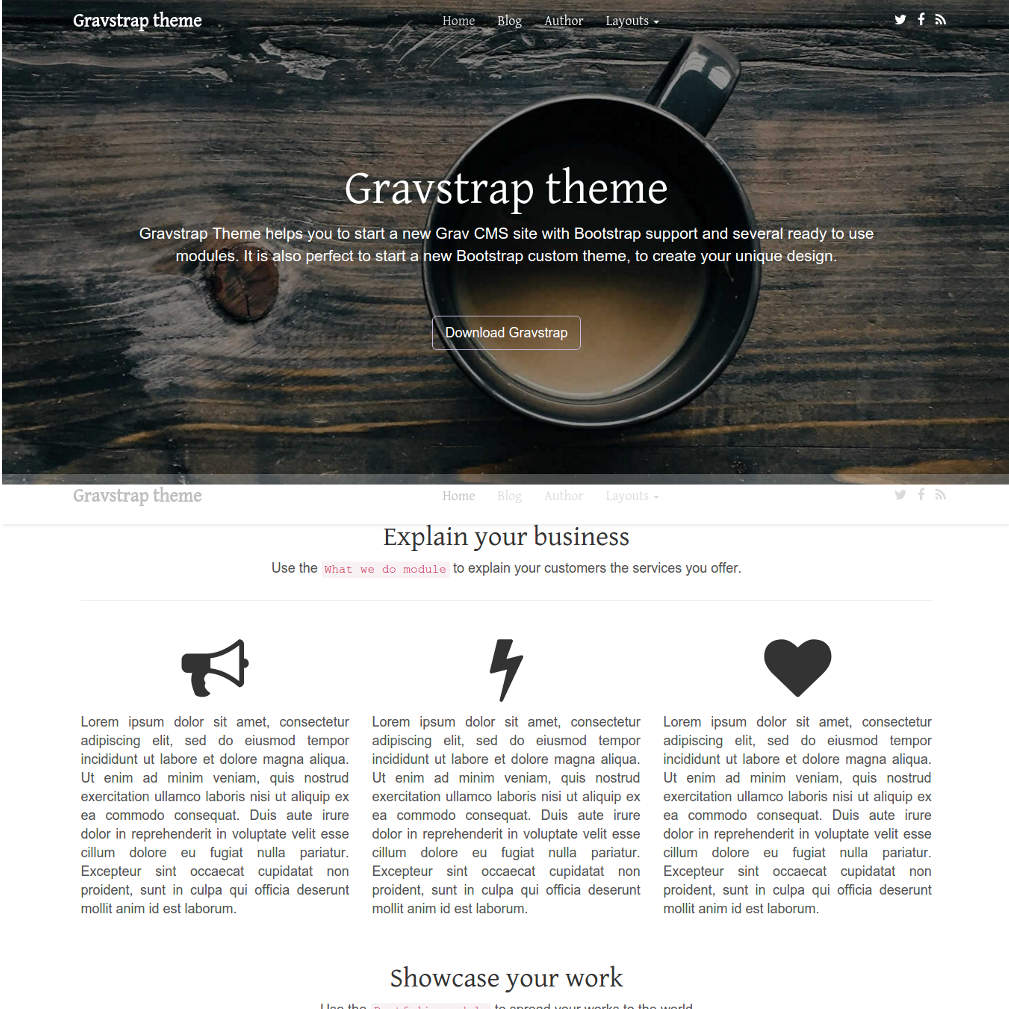 Gravstrap theme Home Blog Author Layouts
Gravstrap theme
Gravstrap Theme helps you to start a new Grav CMS site with Bootstrap support and several ready to use
modules. It is also perfect to start a new Bootstrap custom theme, to create your unique design.
Download Gravstrap
Gravstrap theme Home Blog Author Layouts
Explain your business
Use the What we do module to explain your customers the services you offer.
Lorem ipsum dolor sit amet, consectetur
adipiscing elit, sed do eiusmod tempor
incididunt ut labore et dolore magna aliqua.
Ut enim ad minim veniam, quis nostrud
exercitation ullamco laboris nisi ut aliquip ex
ea commodo consequat. Duis aute irure
dolor in reprehenderit in voluptate velit esse
cillum dolore eu fugiat nulla pariatur.
Excepteur sint occaecat cupidatat non
proident, sunt in culpa qui officia deserunt
mollit anim id est laborum.
Lorem ipsum dolor sit amet, consectetur
adipiscing elit, sed do eiusmod tempor
incididunt ut labore et dolore magna aliqua.
Ut enim ad minim veniam, quis nostrud
exercitation ullamco laboris nisi ut aliquip ex
ea commodo consequat. Duis aute irure
dolor in reprehenderit in voluptate velit esse
cillum dolore eu fugiat nulla pariatur.
Excepteur sint occaecat cupidatat non
proident, sunt in culpa qui officia deserunt
mollit anim id est laborum.
Lorem ipsum dolor sit amet, consectetur
adipiscing elit, sed do eiusmod tempor
incididunt ut labore et dolore magna aliqua.
Ut enim ad minim veniam, quis nostrud
exercitation ullamco laboris nisi ut aliquip ex
ea commodo consequat. Duis aute irure
dolor in reprehenderit in voluptate velit esse
cillum dolore eu fugiat nulla pariatur.
Excepteur sint occaecat cupidatat non
proident, sunt in culpa qui officia deserunt
mollit anim id est laborum.
Showcase your work
Use the to spread your works to the world